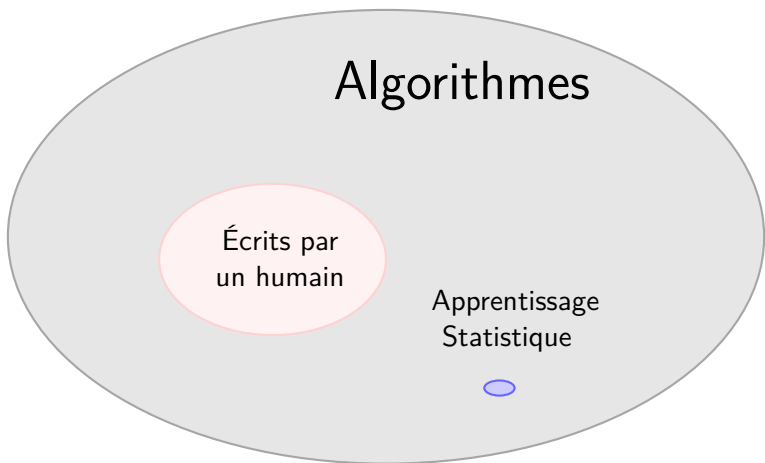 Algorithmes
Écrits par
un humain
Apprentissage
Statistique